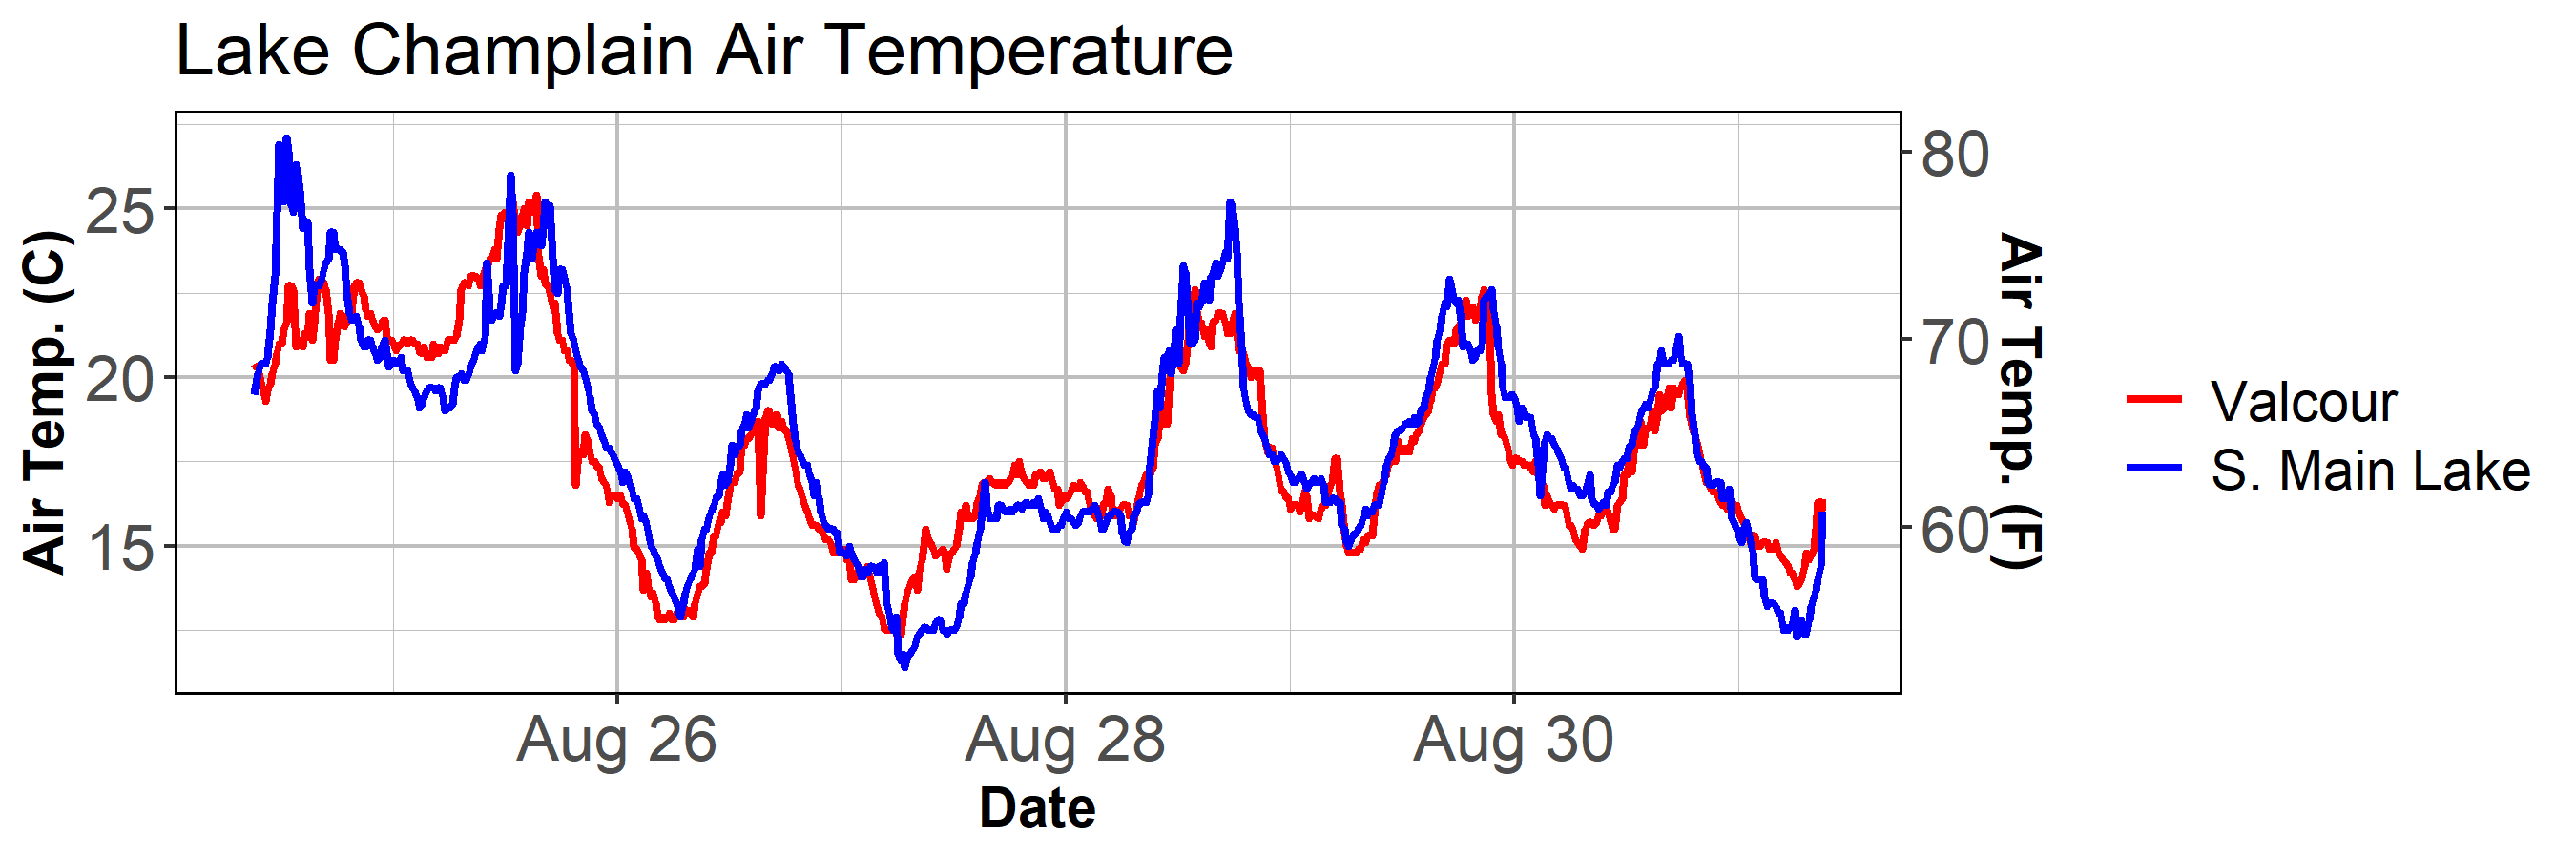 Lake Champlain Air Temperature
Air Temp. (C)
25
20
15
80
70
60
Air Temp. (F)
Aug 26
Aug 28
Aug 30
Date
Valcour
S. Main Lake